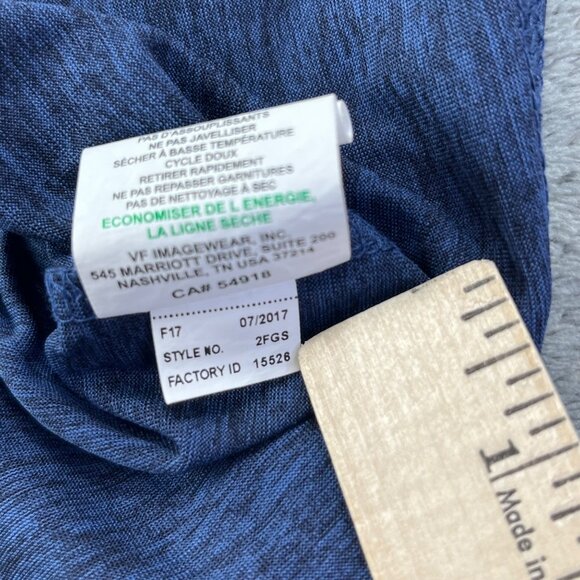 PAS D'ASSOUPLISSANTS
NE PAS JAVELLISER
SÉCHER À BASSE TEMPÉRATURE
CYCLE DOUX
RETIRER RAPIDEMENT
NE PAS REPASSER GARNITURES
PAS DE NETTOYAGE À SEC
ECONOMISER DE L ENERGIE,
LA LIGNE SECHE
VF IMAGEWEAR, INC.
545 MARRIOTT DRIVE, SUITE 200
NASHVILLE, TN USA 37214
CA# 54918
F17 07/2017
STYLE NO. 2FGS
FACTORY ID 15526
1
Made in